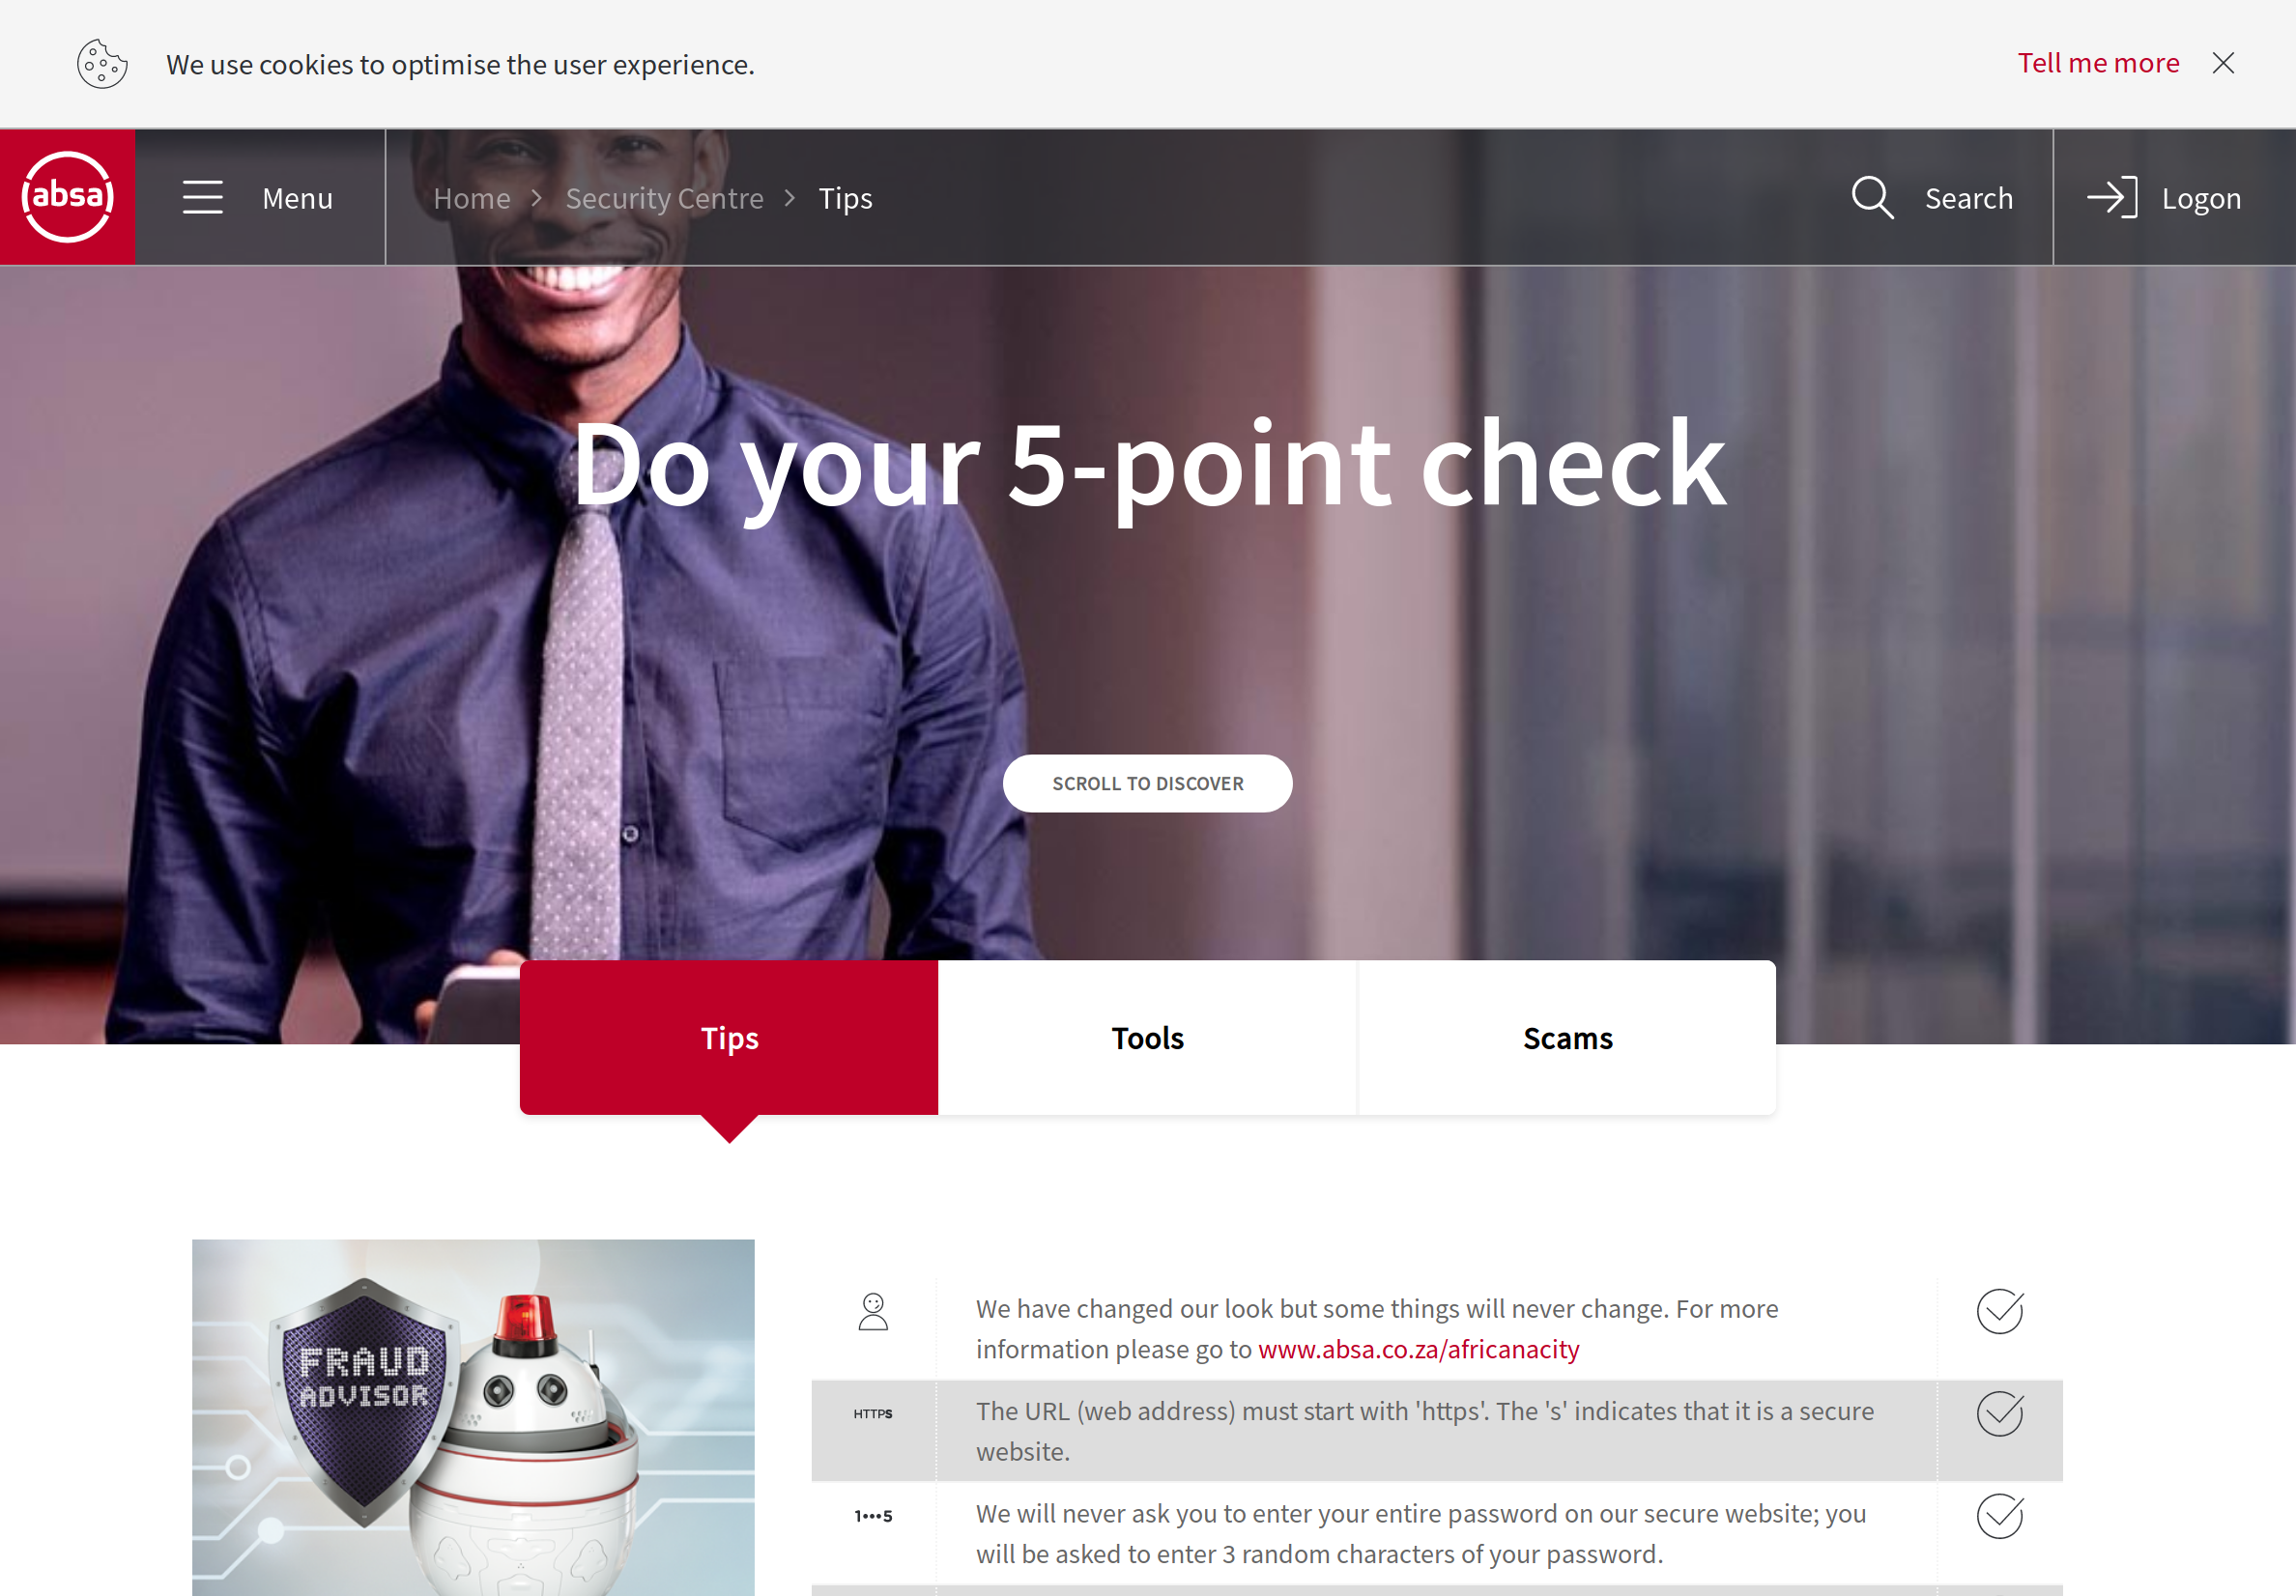 We use cookies to optimise the user experience.
Tell me more
absa
Menu
Home > Security Centre > Tips
Search
Logon
Do your 5-point check
SCROLL TO DISCOVER
Tips
Tools
Scams
FRAUD
ADVISOR
We have changed our look but some things will never change. For more
information please go to www.absa.co.za/africanacity
HTTPS
The URL (web address) must start with 'https'. The 's' indicates that it is a secure
website.
1•••5
We will never ask you to enter your entire password on our secure website; you
will be asked to enter 3 random characters of your password.